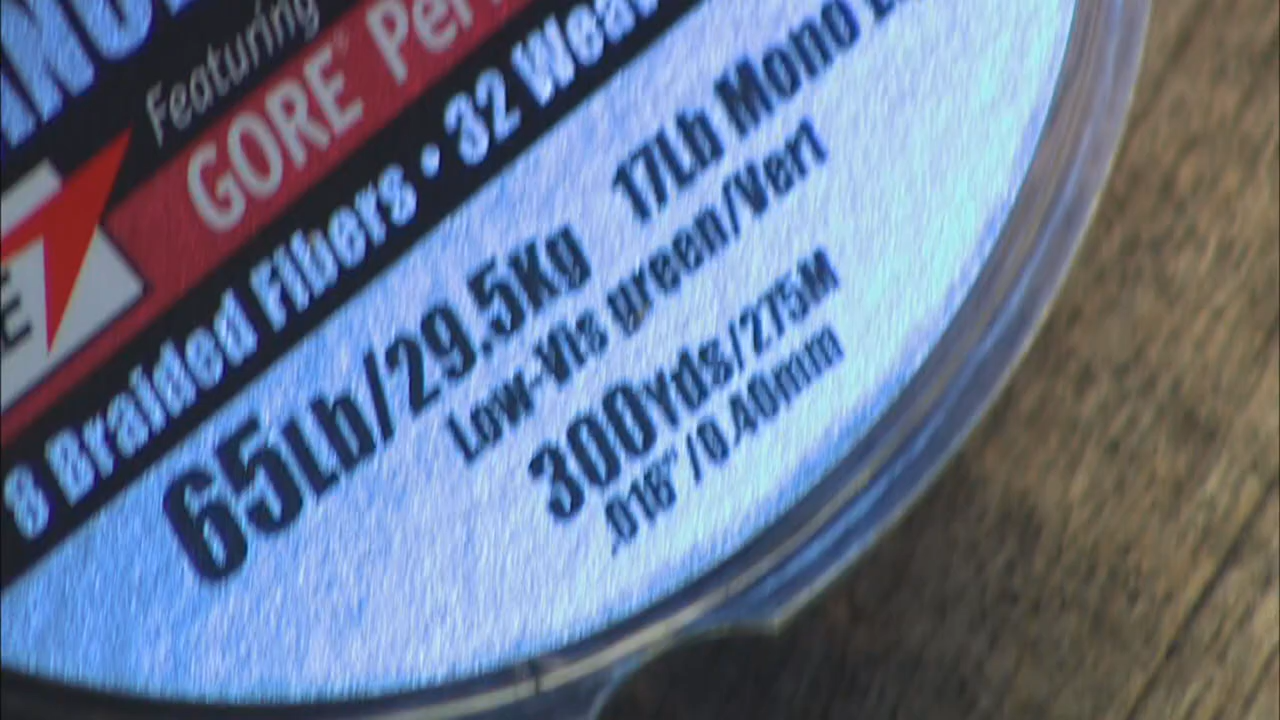 Featuring
GORE
8 Braided Fibers • 32 Weav
65Lb/29.5Kg 17Lb Mono
Low-Vis green/Vert
300Yds/275M
.016"/0.40mm